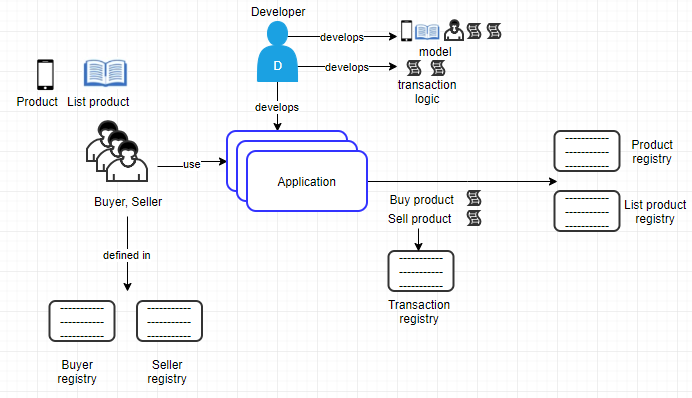 Developer
D
develops
model
develops
transaction
logic
develops
Product
List product
Buyer, Seller
use
Application
Buy product
Sell product
Product
registry
List product
registry
Transaction
registry
defined in
Buyer
registry
Seller
registry